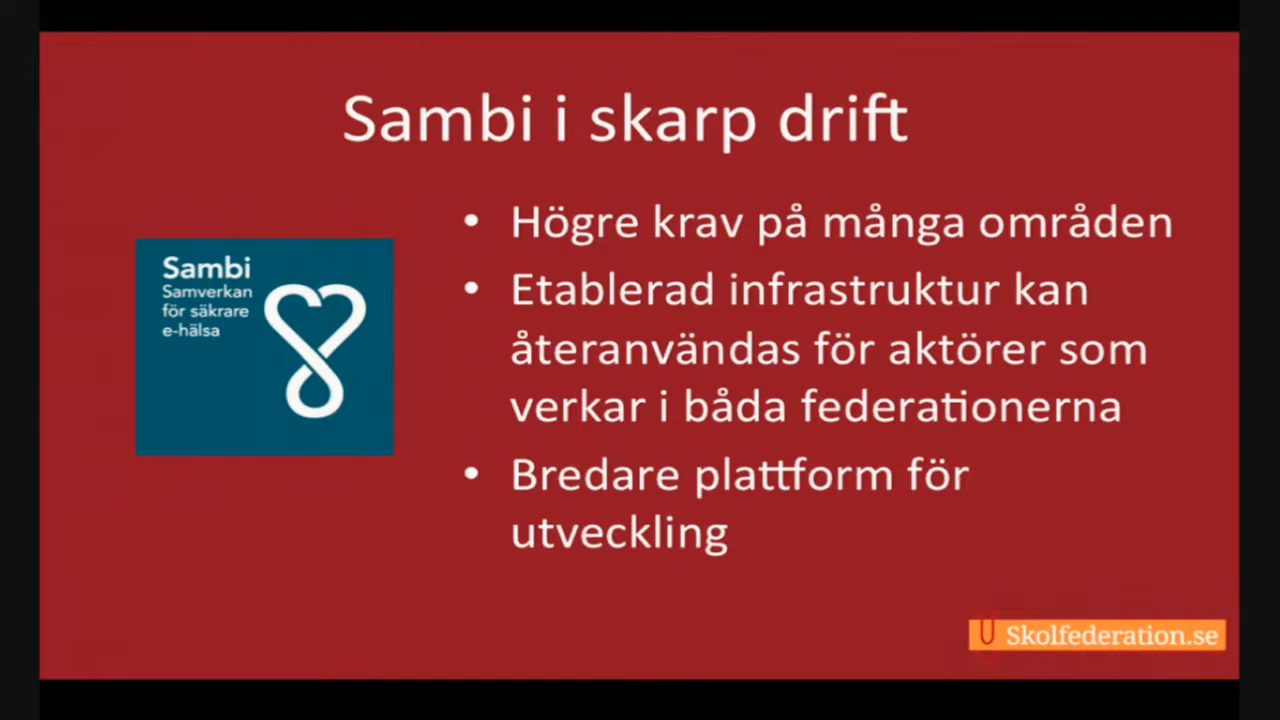 Sambi i skarp drift
Sambi
Samverkan
för säkrare
e-hälsa
• Högre krav på många områden
• Etablerad infrastruktur kan
återanvändas för aktörer som
verkar i båda federationerna
• Bredare plattform för
utveckling
Skolfederation.se